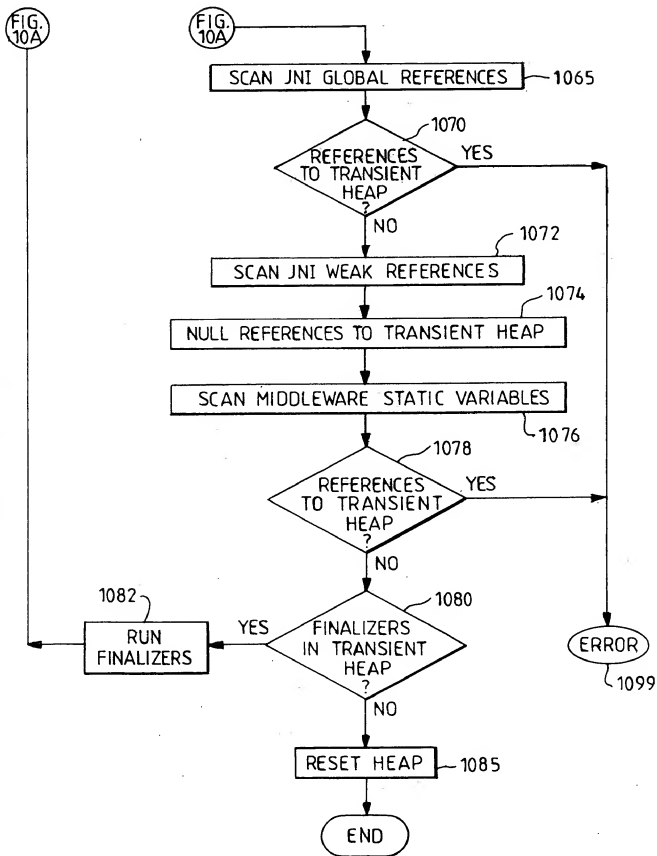 FIG.
10A
FIG.
10A
SCAN JNI GLOBAL REFERENCES
1065
1070
REFERENCES
TO TRANSIENT
HEAP
?
YES
NO
1072
SCAN JNI WEAK REFERENCES
1074
NULL REFERENCES TO TRANSIENT HEAP
SCAN MIDDLEWARE STATIC VARIABLES
1076
1078
REFERENCES
TO TRANSIENT
HEAP
?
YES
NO
1080
1082
RUN
FINALIZERS
YES
FINALIZERS
IN TRANSIENT
HEAP
?
NO
ERROR
1099
RESET HEAP
1085
END